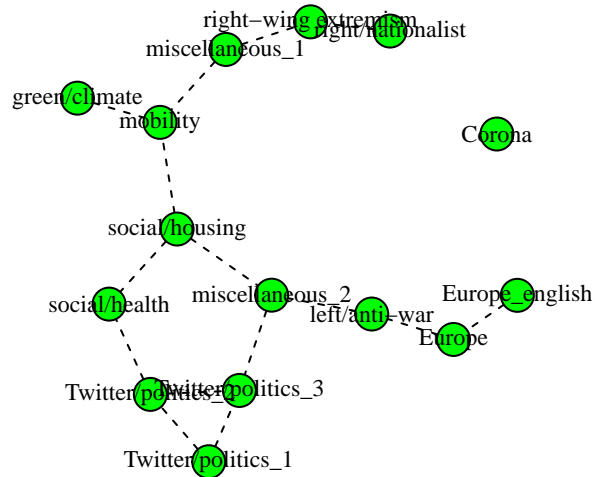 right−wing extremism
right/nationalist
miscellaneous_1
green/climate
mobility
Corona
social/housing
miscellaneous_2
Europe_english
social/health
left/anti−war
Europe
Twitter/politics_2
Twitter/politics_3
Twitter/politics_1